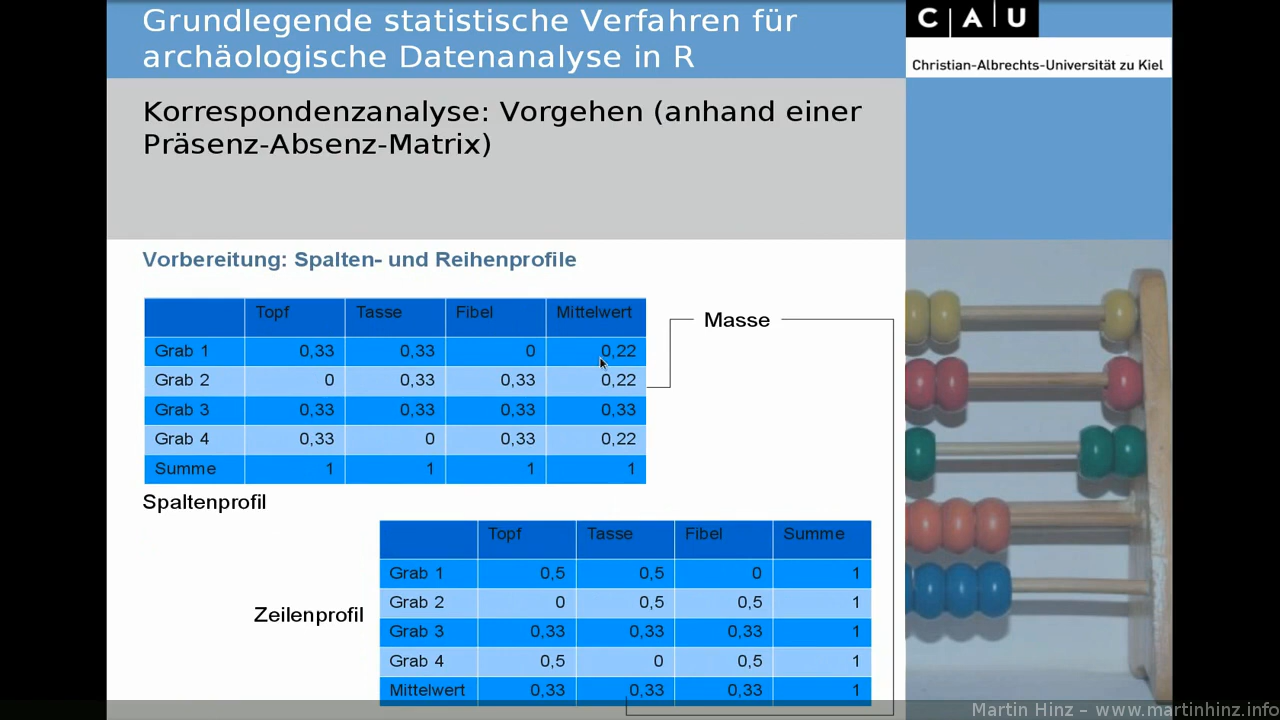 Grundlegende statistische Verfahren für
archäologische Datenanalyse in R
C|A|U
Christian-Albrechts-Universität zu Kiel
Korrespondenzanalyse: Vorgehen (anhand einer
Präsenz-Absenz-Matrix)
Vorbereitung: Spalten- und Reihenprofile
Topf Tasse Fibel Mittelwert
Grab 1 0,33 0,33 0 0,22
Grab 2 0 0,33 0,33 0,22
Grab 3 0,33 0,33 0,33 0,33
Grab 4 0,33 0 0,33 0,22
Summe 1 1 1 1
Masse
Spaltenprofil
Topf Tasse Fibel Summe
Grab 1 0,5 0,5 0 1
Grab 2 0 0,5 0,5 1
Grab 3 0,33 0,33 0,33 1
Grab 4 0,5 0 0,5 1
Mittelwert 0,33 0,33 0,33 1
Zeilenprofil
Martin Hinz – www.martinhinz.info